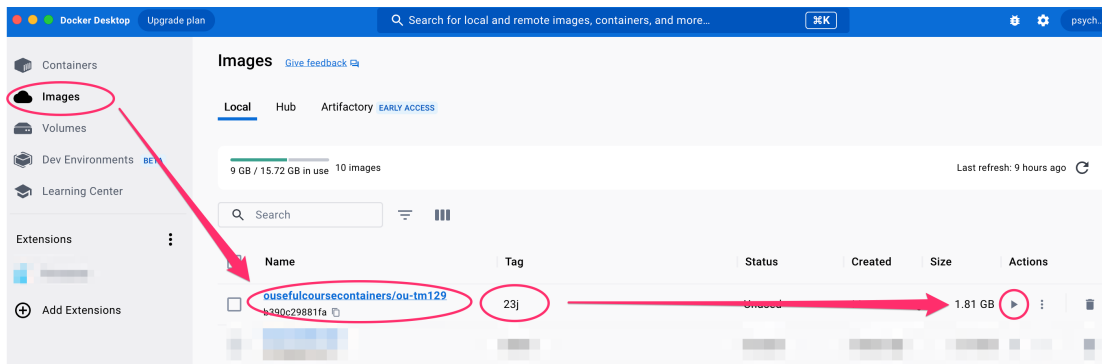 Docker Desktop Upgrade plan Search for local and remote images, containers, and more... ⌘K psych..
Containers
Images
Volumes
Dev Environments BETA
Learning Center
Extensions
Add Extensions
Images Give feedback
Local Hub Artifactory EARLY ACCESS
9 GB / 15.72 GB in use 10 images Last refresh: 9 hours ago
Search
Name Tag Status Created Size Actions
ousefulcoursecontainers/ou-tm129 23j 1.81 GB
b390c29881fa